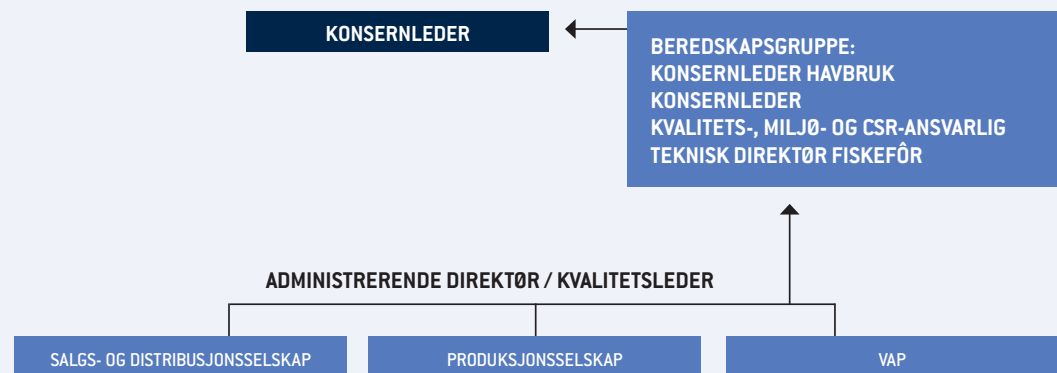 KONSERNLEDER
BEREDSKAPSGRUPPE:
KONSERNLEDER HAVBRUK
KONSERNLEDER
KVALITETS-, MILJØ- OG CSR-ANSVARLIG
TEKNISK DIREKTØR FISKEFÔR
ADMINISTRERENDE DIREKTØR / KVALITETSLEDER
SALGS- OG DISTRIBUSJONSSELSKAP
PRODUKSJONSSELSKAP
VAP